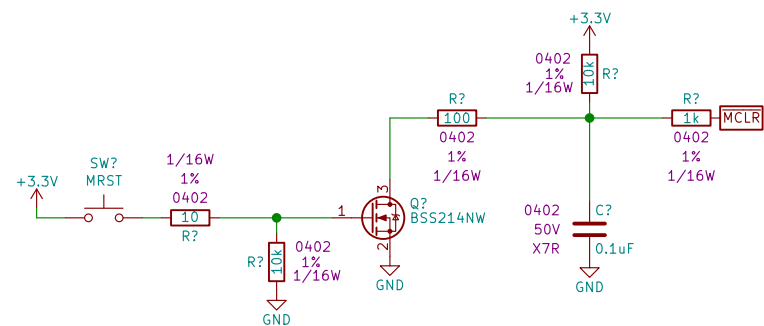 +3.3V
SW?
MRST
1/16W
1%
0402
10
R?
R?
10k
0402
1%
1/16W
GND
1
3
2
Q?
BSS214NW
GND
R?
100
0402
1%
1/16W
+3.3V
0402
1%
1/16W
10k
R?
R?
1k
0402
1%
1/16W
MCLR
0402
50V
X7R
C?
0.1uF
GND